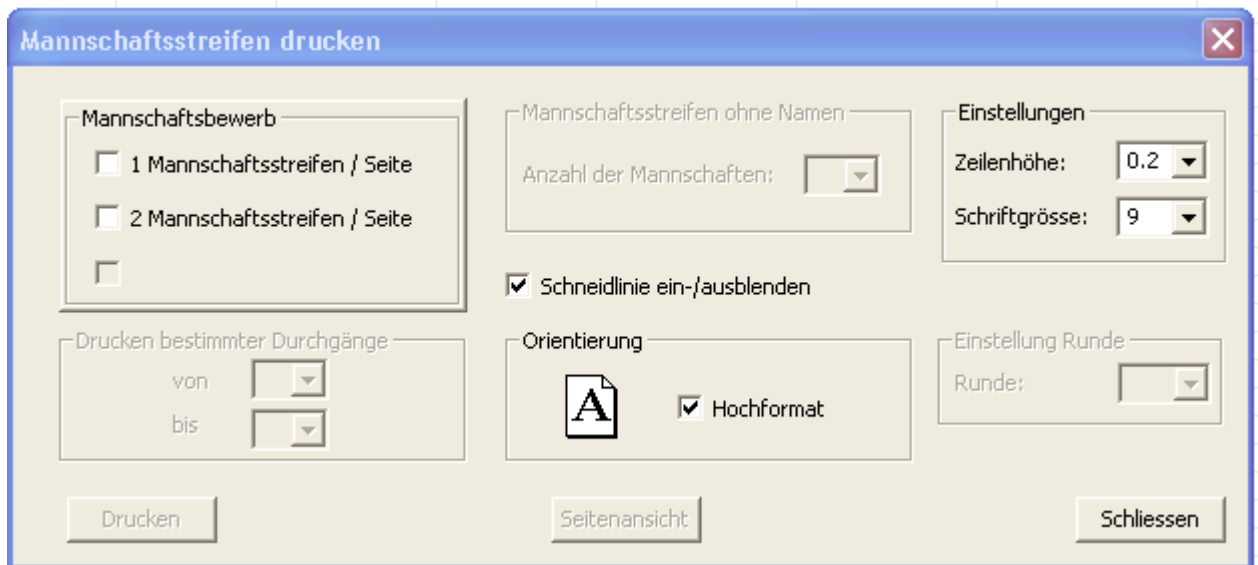 Mannschaftsstreifen drucken
Mannschaftsbewerb
1 Mannschaftsstreifen / Seite
2 Mannschaftsstreifen / Seite
Mannschaftsstreifen ohne Namen
Anzahl der Mannschaften:
Einstellungen
Zeilenhöhe: 0.2
Schriftgrösse: 9
Schneidlinie ein-/ausblenden
Drucken bestimmter Durchgänge
von
bis
Orientierung
A Hochformat
Einstellung Runde
Runde:
Drucken
Seitenansicht
Schliessen